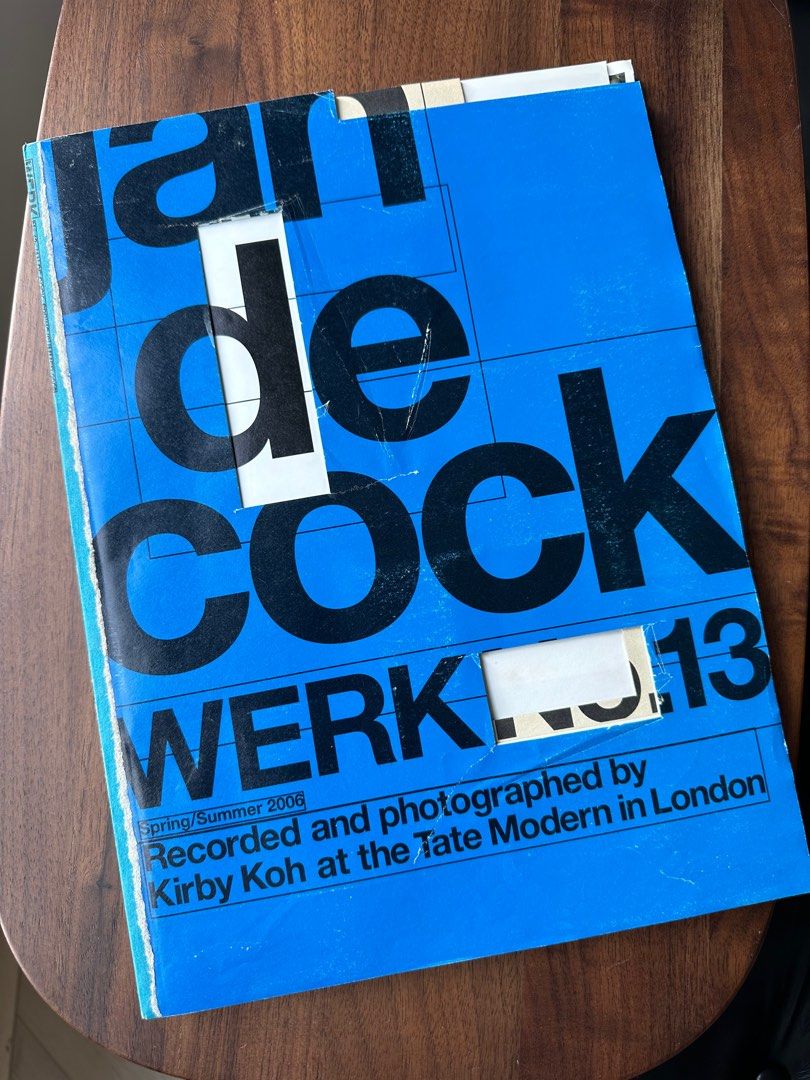 jan
de
cock
WERK No.13
Spring/Summer 2006
Recorded and photographed by
Kirby Koh at the Tate Modern in London